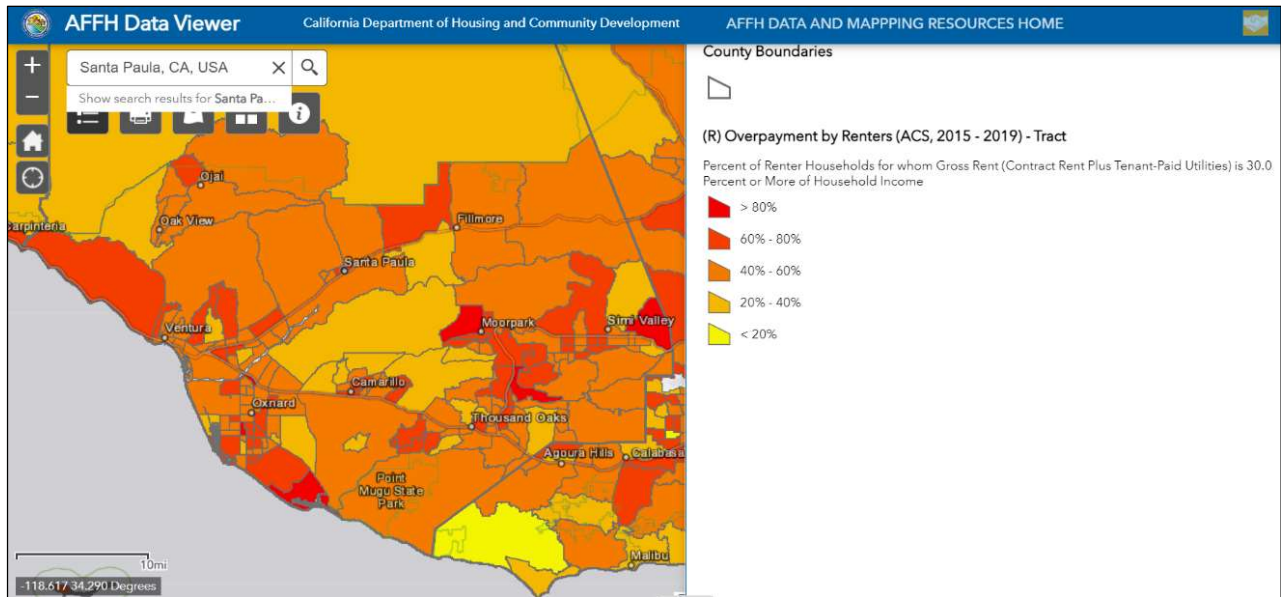 AFFH Data Viewer
California Department of Housing and Community Development
AFFH DATA AND MAPPPING RESOURCES HOME
+
−
Santa Paula, CA, USA
Show search results for Santa Pa...
County Boundaries
(R) Overpayment by Renters (ACS, 2015 - 2019) - Tract
Percent of Renter Households for whom Gross Rent (Contract Rent Plus Tenant-Paid Utilities) is 30.0
Percent or More of Household Income
> 80%
60% - 80%
40% - 60%
20% - 40%
< 20%
Ojai
Oak View
Carpinteria
Fillmore
Santa Paula
Ventura
Moorpark
Simi Valley
Camarillo
Oxnard
Thousand Oaks
Agoura Hills
Calabasa
Point
Mugu State
Park
Malibu
10mi
-118.617 34.290 Degrees